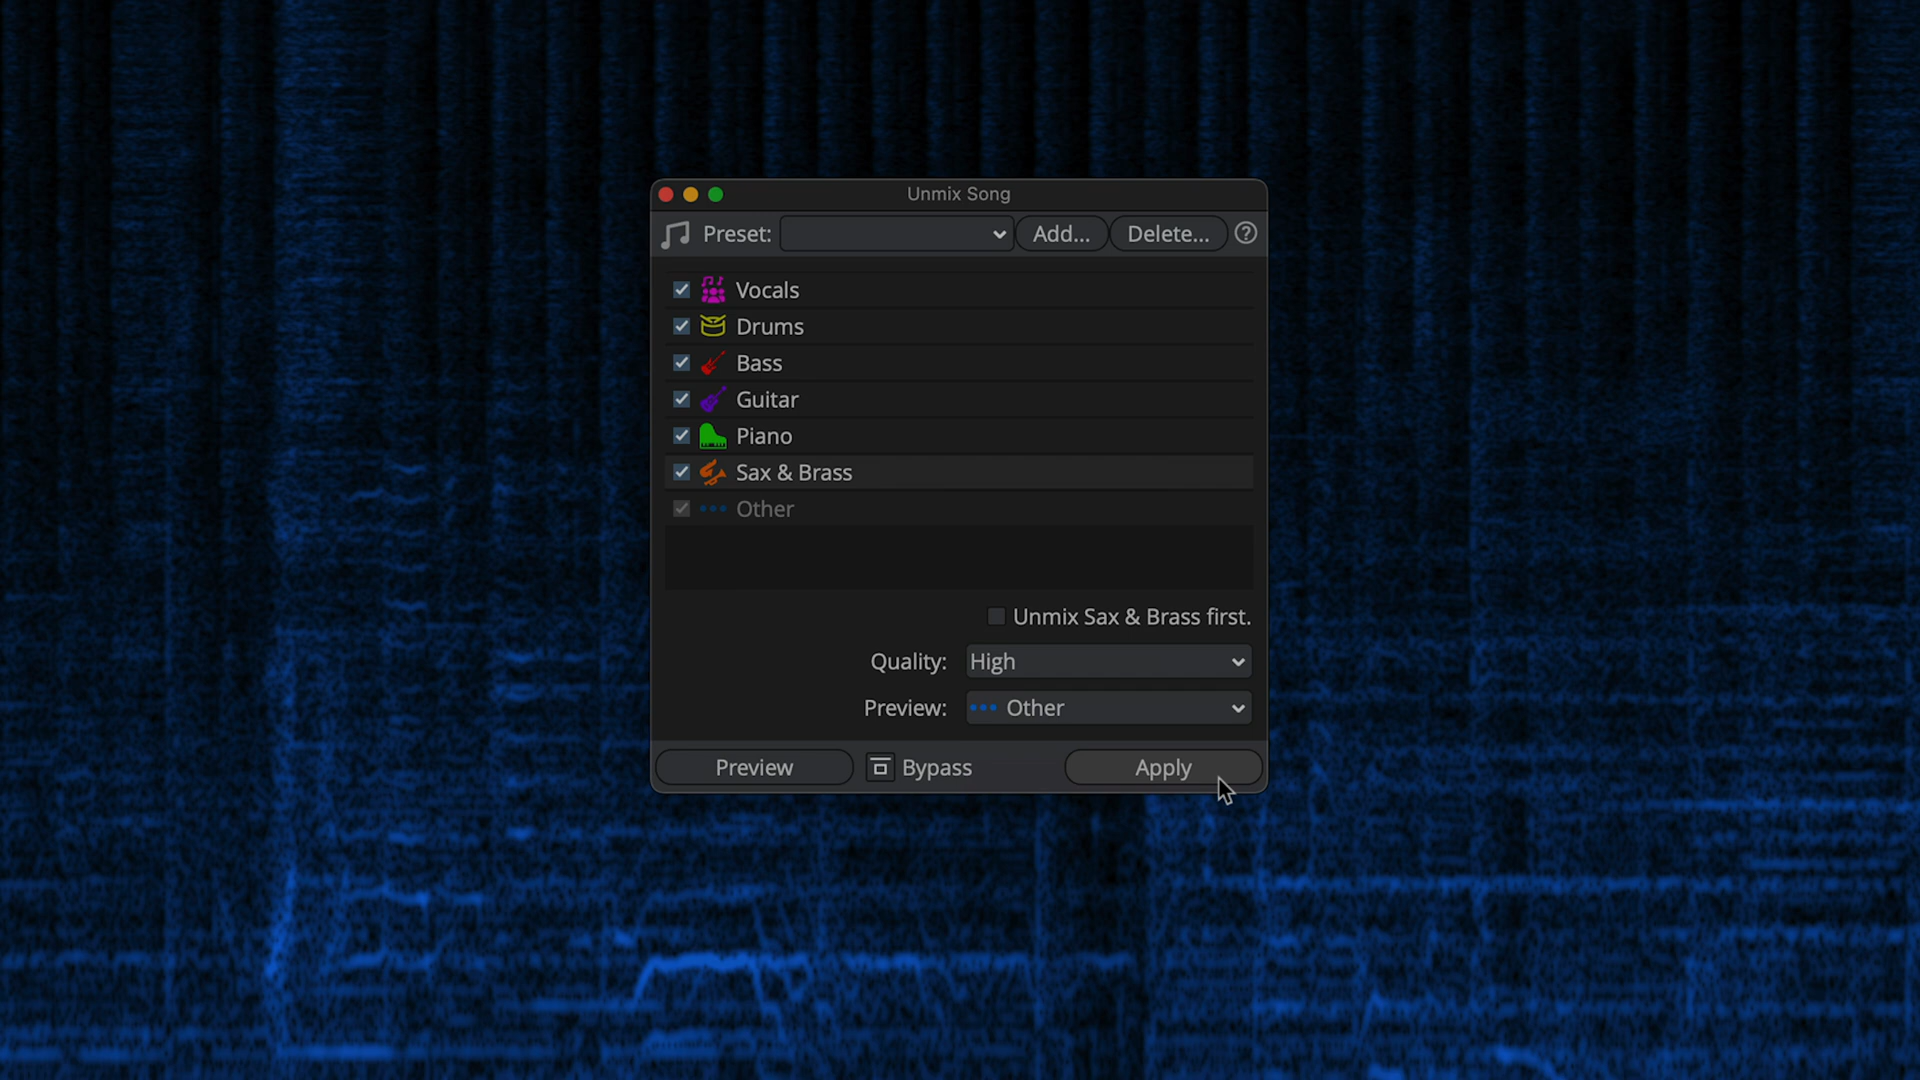 Unmix Song
Preset: Add... Delete... ?
Vocals
Drums
Bass
Guitar
Piano
Sax & Brass
Other
Unmix Sax & Brass first.
Quality: High
Preview: Other
Preview Bypass Apply